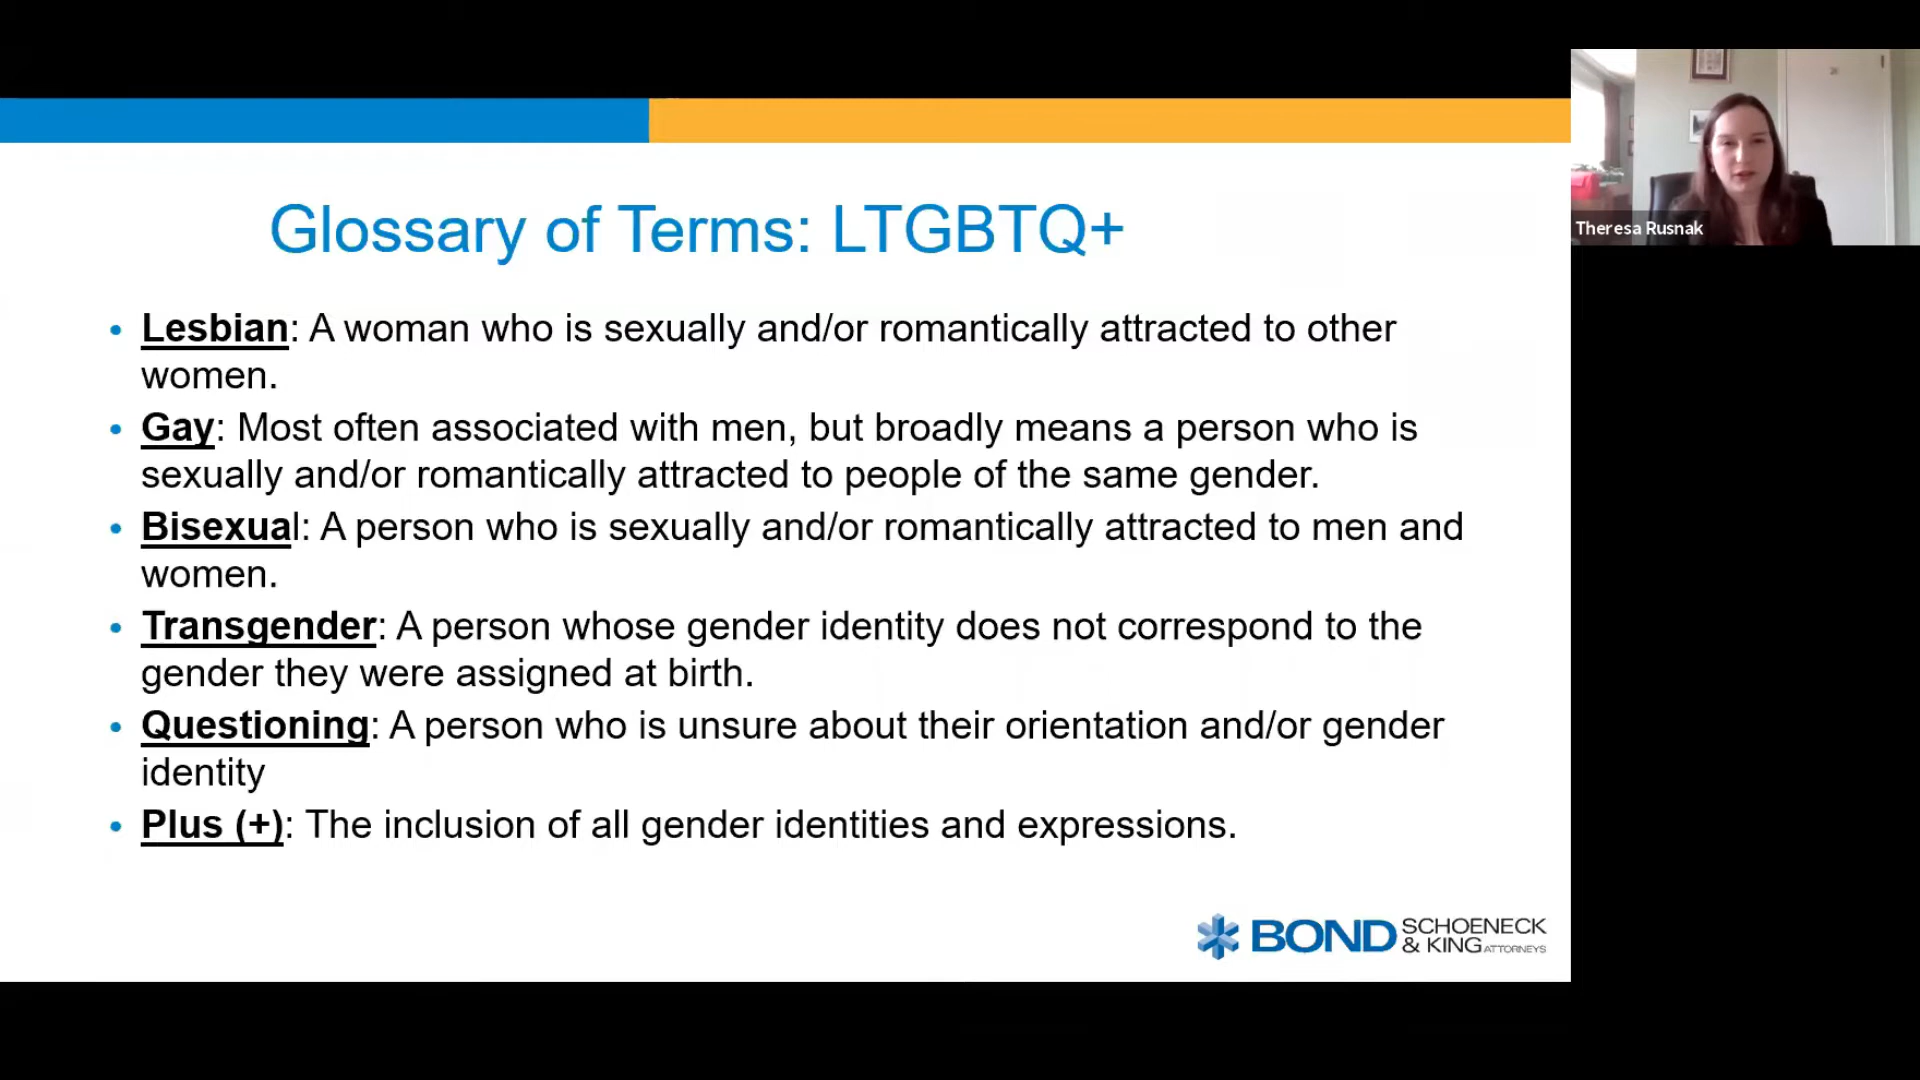 Glossary of Terms: LTGBTQ+
• Lesbian: A woman who is sexually and/or romantically attracted to other
women.
• Gay: Most often associated with men, but broadly means a person who is
sexually and/or romantically attracted to people of the same gender.
• Bisexual: A person who is sexually and/or romantically attracted to men and
women.
• Transgender: A person whose gender identity does not correspond to the
gender they were assigned at birth.
• Questioning: A person who is unsure about their orientation and/or gender
identity
• Plus (+): The inclusion of all gender identities and expressions.
BOND SCHOENECK
& KING ATTORNEYS
Theresa Rusnak